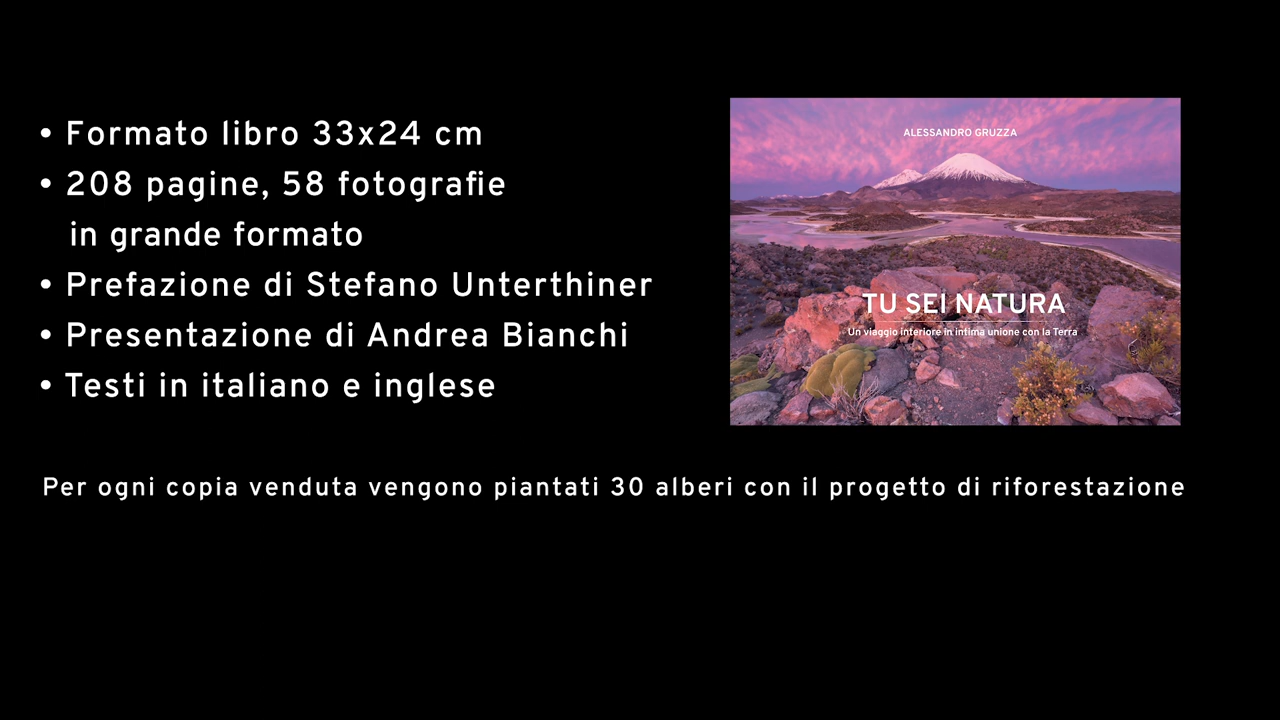 • Formato libro 33x24 cm
• 208 pagine, 58 fotografie
in grande formato
• Prefazione di Stefano Unterthiner
• Presentazione di Andrea Bianchi
• Testi in italiano e inglese
ALESSANDRO GRUZZA
TU SEI NATURA
Un viaggio interiore in intima unione con la Terra
Per ogni copia venduta vengono piantati 30 alberi con il progetto di riforestazione